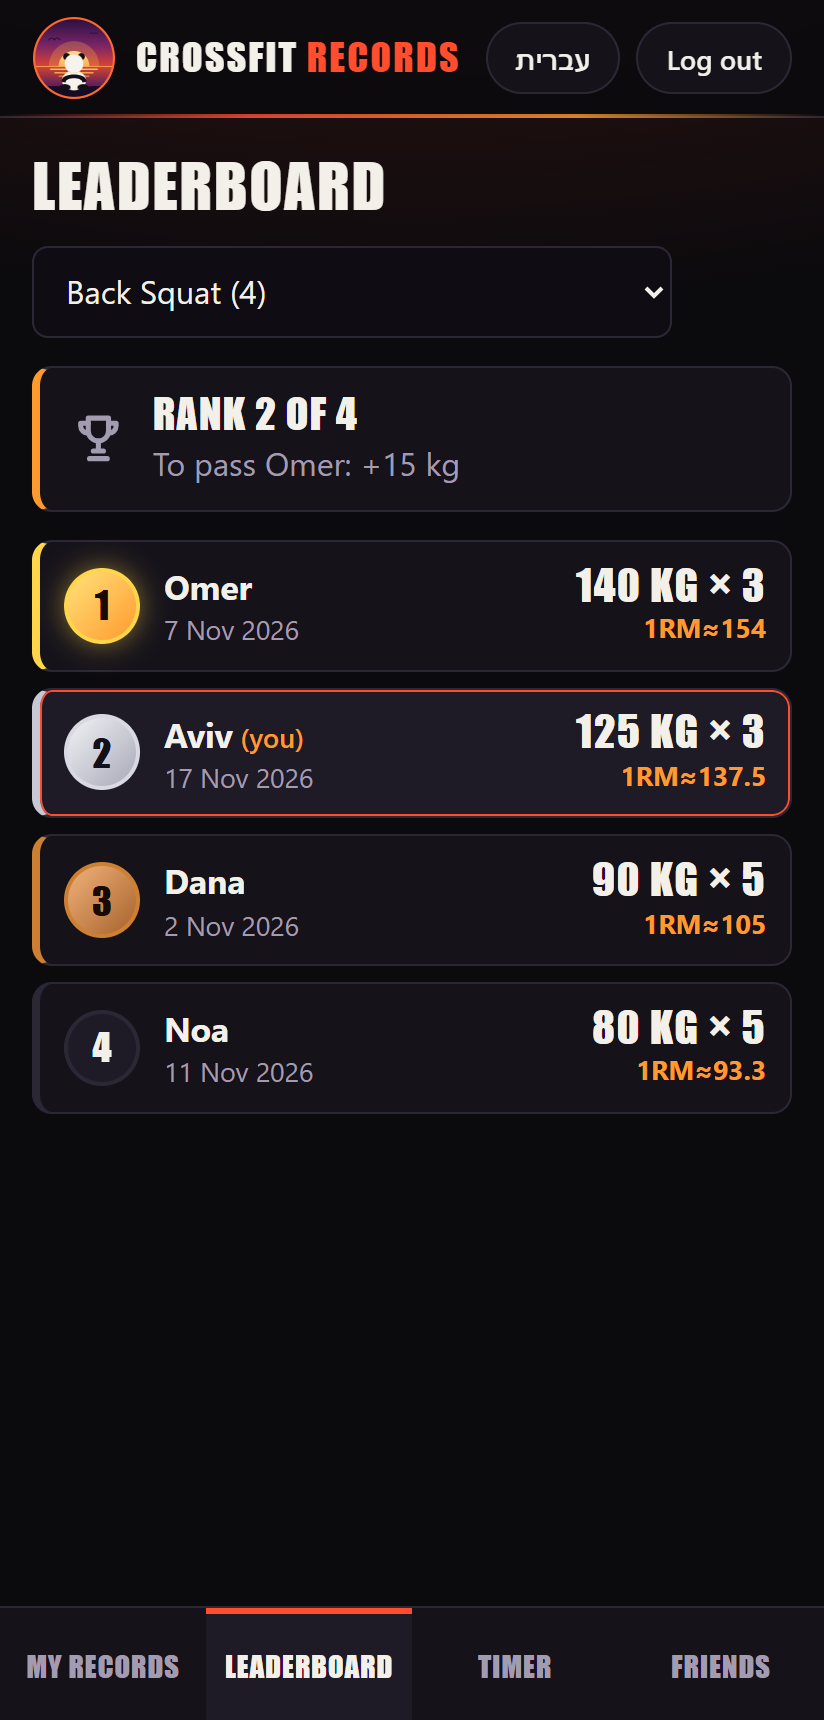 CROSSFIT RECORDS
עברית
Log out
LEADERBOARD
Back Squat (4)
RANK 2 OF 4
To pass Omer: +15 kg
1
Omer
140 KG × 3
7 Nov 2026
1RM≈154
2
Aviv (you)
125 KG × 3
17 Nov 2026
1RM≈137.5
3
Dana
90 KG × 5
2 Nov 2026
1RM≈105
4
Noa
80 KG × 5
11 Nov 2026
1RM≈93.3
MY RECORDS
LEADERBOARD
TIMER
FRIENDS